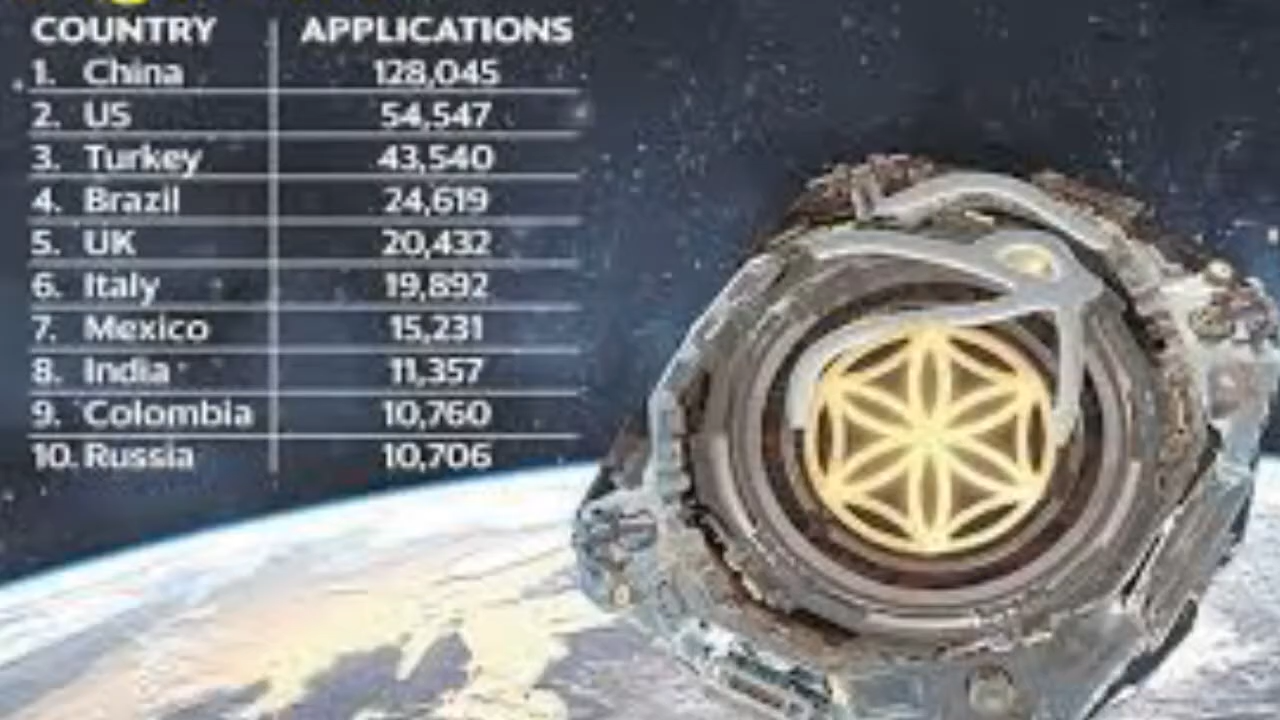 COUNTRY APPLICATIONS
1. China 128,045
2. US 54,547
3. Turkey 43,540
4. Brazil 24,619
5. UK 20,432
6. Italy 19,892
7. Mexico 15,231
8. India 11,357
9. Colombia 10,760
10. Russia 10,706